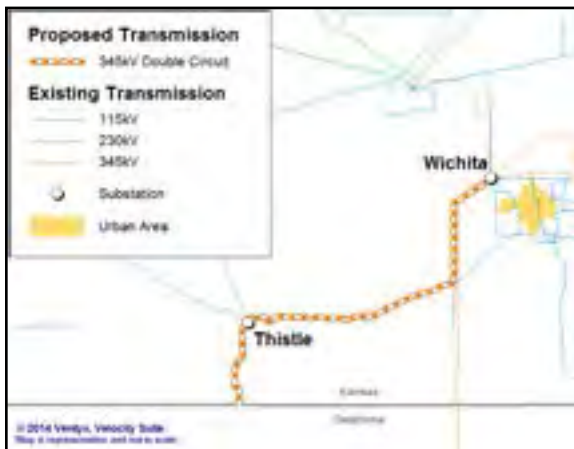 Proposed Transmission
345kV Double Circuit
Existing Transmission
115kV
230kV
345kV
Substation
Urban Area
Wichita
Thistle
Kansas
Oklahoma
© 2014 Ventyx, Velocity Suite
Map is representative and not to scale